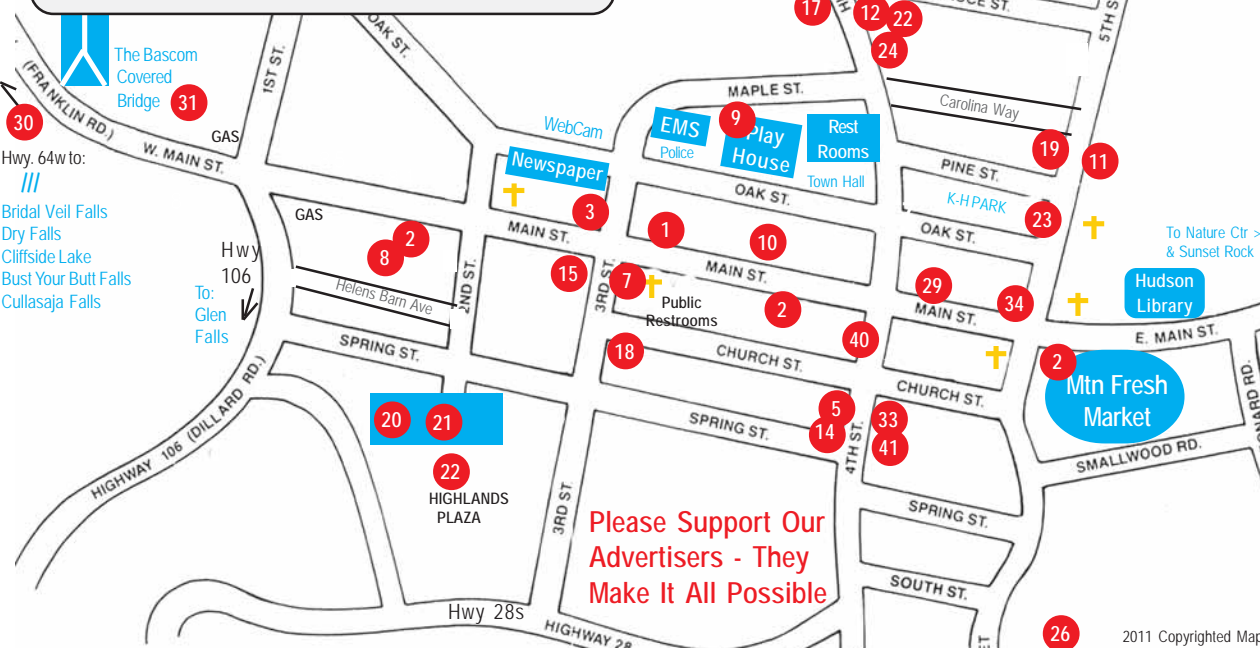 17
12
22
24
5TH S
OAK ST.
1ST ST.
The Bascom
Covered
Bridge
31
(FRANKLIN RD.)
30
GAS
W. MAIN ST.
Hwy. 64w to:
Bridal Veil Falls
Dry Falls
Cliffside Lake
Bust Your Butt Falls
Cullasaja Falls
Hwy
106
To:
Glen
Falls
GAS
2
8
Helens Barn Ave
2ND ST.
SPRING ST.
HIGHWAY 106 (DILLARD RD.)
WebCam
Newspaper
3
MAIN ST.
15
3RD ST.
7
MAPLE ST.
EMS
Police
9
Play
House
Rest
Rooms
Town Hall
OAK ST.
1
10
MAIN ST.
Public
Restrooms
2
18
CHURCH ST.
40
Carolina Way
19
11
PINE ST.
K-H PARK
23
OAK ST.
29
34
MAIN ST.
To Nature Ctr >
& Sunset Rock
Hudson
Library
E. MAIN ST.
2
Mtn Fresh
Market
CHURCH ST.
SMALLWOOD RD.
5
14
33
41
4TH ST.
SPRING ST.
SPRING ST.
SOUTH ST.
20
21
22
HIGHLANDS
PLAZA
3RD ST.
Please Support Our
Advertisers - They
Make It All Possible
Hwy 28s
HIGHWAY 28
26
2011 Copyrighted Map